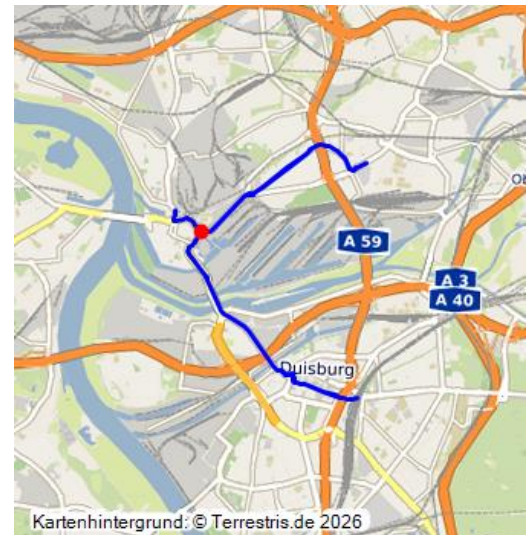 Ob
A 59
A 3
A 40
Duisburg
Kartenhintergrund: © Terrestris.de 2026